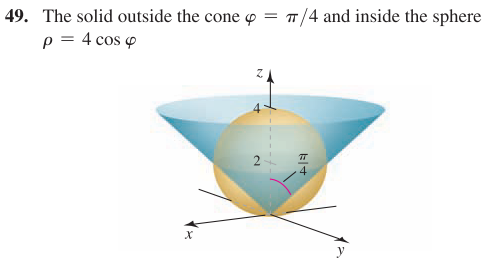 49. The solid outside the cone φ = π/4 and inside the sphere
ρ = 4 cos φ
z
4
2
π/4
x
y